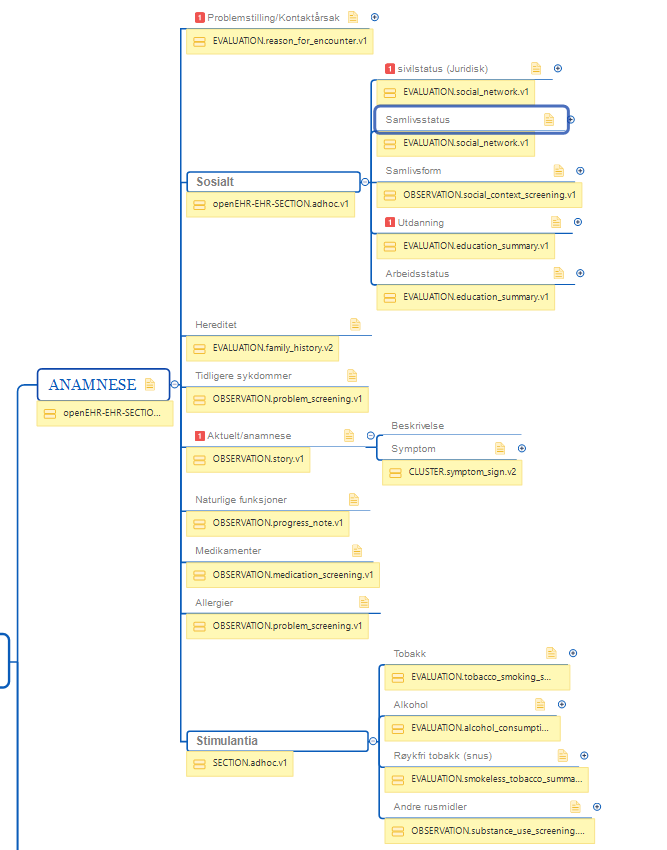 1 Problemstilling/Kontaktårsak
EVALUATION.reason_for_encounter.v1
1 sivilstatus (Juridisk)
EVALUATION.social_network.v1
Samlivsstatus
EVALUATION.social_network.v1
Sosialt
openEHR-EHR-SECTION.adhoc.v1
Samlivsform
OBSERVATION.social_context_screening.v1
1 Utdanning
EVALUATION.education_summary.v1
Arbeidsstatus
EVALUATION.education_summary.v1
Hereditet
EVALUATION.family_history.v2
ANAMNESE
openEHR-EHR-SECTIO...
Tidligere sykdommer
OBSERVATION.problem_screening.v1
1 Aktuelt/anamnese
OBSERVATION.story.v1
Beskrivelse
Symptom
CLUSTER.symptom_sign.v2
Naturlige funksjoner
OBSERVATION.progress_note.v1
Medikamenter
OBSERVATION.medication_screening.v1
Allergier
OBSERVATION.problem_screening.v1
Stimulantia
SECTION.adhoc.v1
Tobakk
EVALUATION.tobacco_smoking_s...
Alkohol
EVALUATION.alcohol_consumpti...
Røykfri tobakk (snus)
EVALUATION.smokeless_tobacco_summa...
Andre rusmidler
OBSERVATION.substance_use_screening....